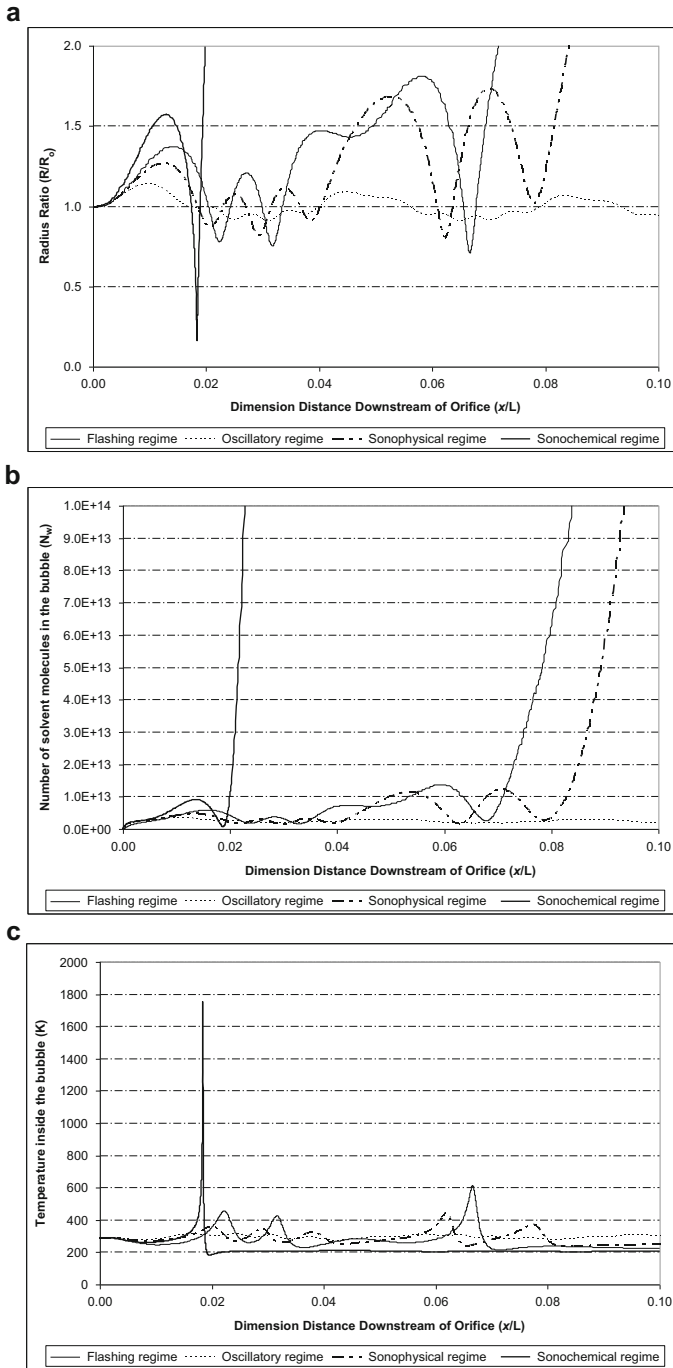 a
Radius Ratio (R/Ro)
2.0
1.5
1.0
0.5
0.0
0.00 0.02 0.04 0.06 0.08 0.10
Dimension Distance Downstream of Orifice (x/L)
Flashing regime Oscillatory regime Sonophysical regime Sonochemical regime
b
Number of solvent molecules in the bubble (Nw)
1.0E+14
9.0E+13
8.0E+13
7.0E+13
6.0E+13
5.0E+13
4.0E+13
3.0E+13
2.0E+13
1.0E+13
0.0E+00
0.00 0.02 0.04 0.06 0.08 0.10
Dimension Distance Downstream of Orifice (x/L)
Flashing regime Oscillatory regime Sonophysical regime Sonochemical regime
c
Temperature inside the bubble (K)
2000
1800
1600
1400
1200
1000
800
600
400
200
0
0.00 0.02 0.04 0.06 0.08 0.10
Dimension Distance Downstream of Orifice (x/L)
Flashing regime Oscillatory regime Sonophysical regime Sonochemical regime